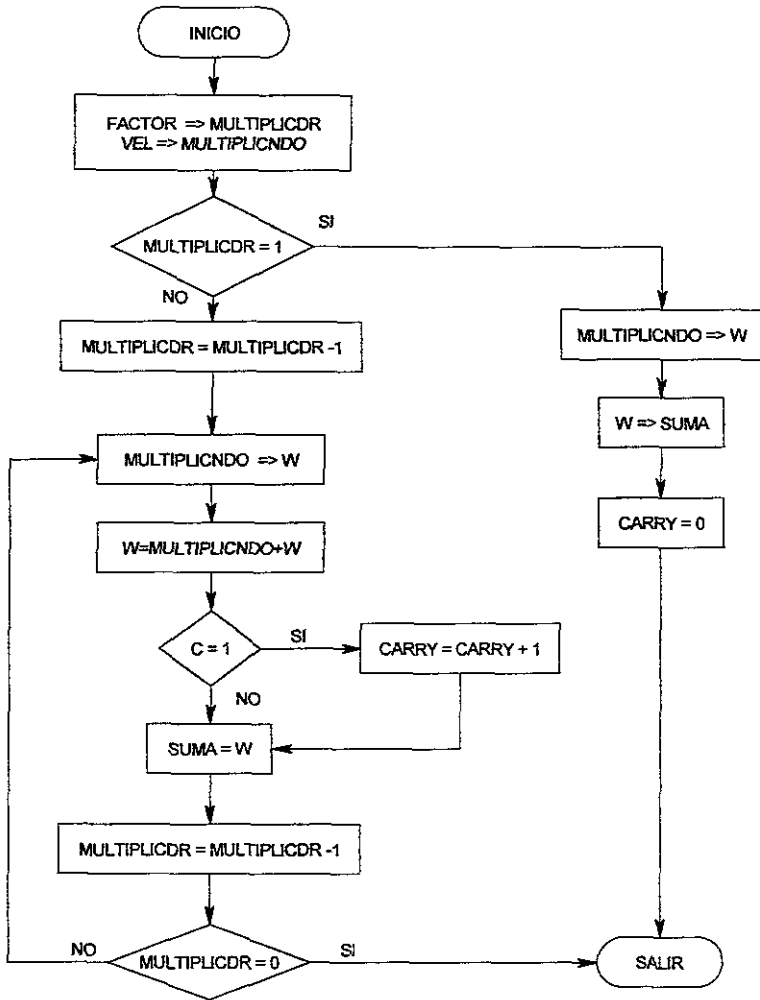 INICIO
FACTOR => MULTIPLICDR
VEL => MULTIPLICNDO
MULTIPLICDR = 1
SI
NO
MULTIPLICDR = MULTIPLICDR -1
MULTIPLICNDO => W
MULTIPLICNDO => W
W => SUMA
CARRY = 0
W=MULTIPLICNDO+W
C = 1
SI
CARRY = CARRY + 1
NO
SUMA = W
MULTIPLICDR = MULTIPLICDR -1
NO
MULTIPLICDR = 0
SI
SALIR